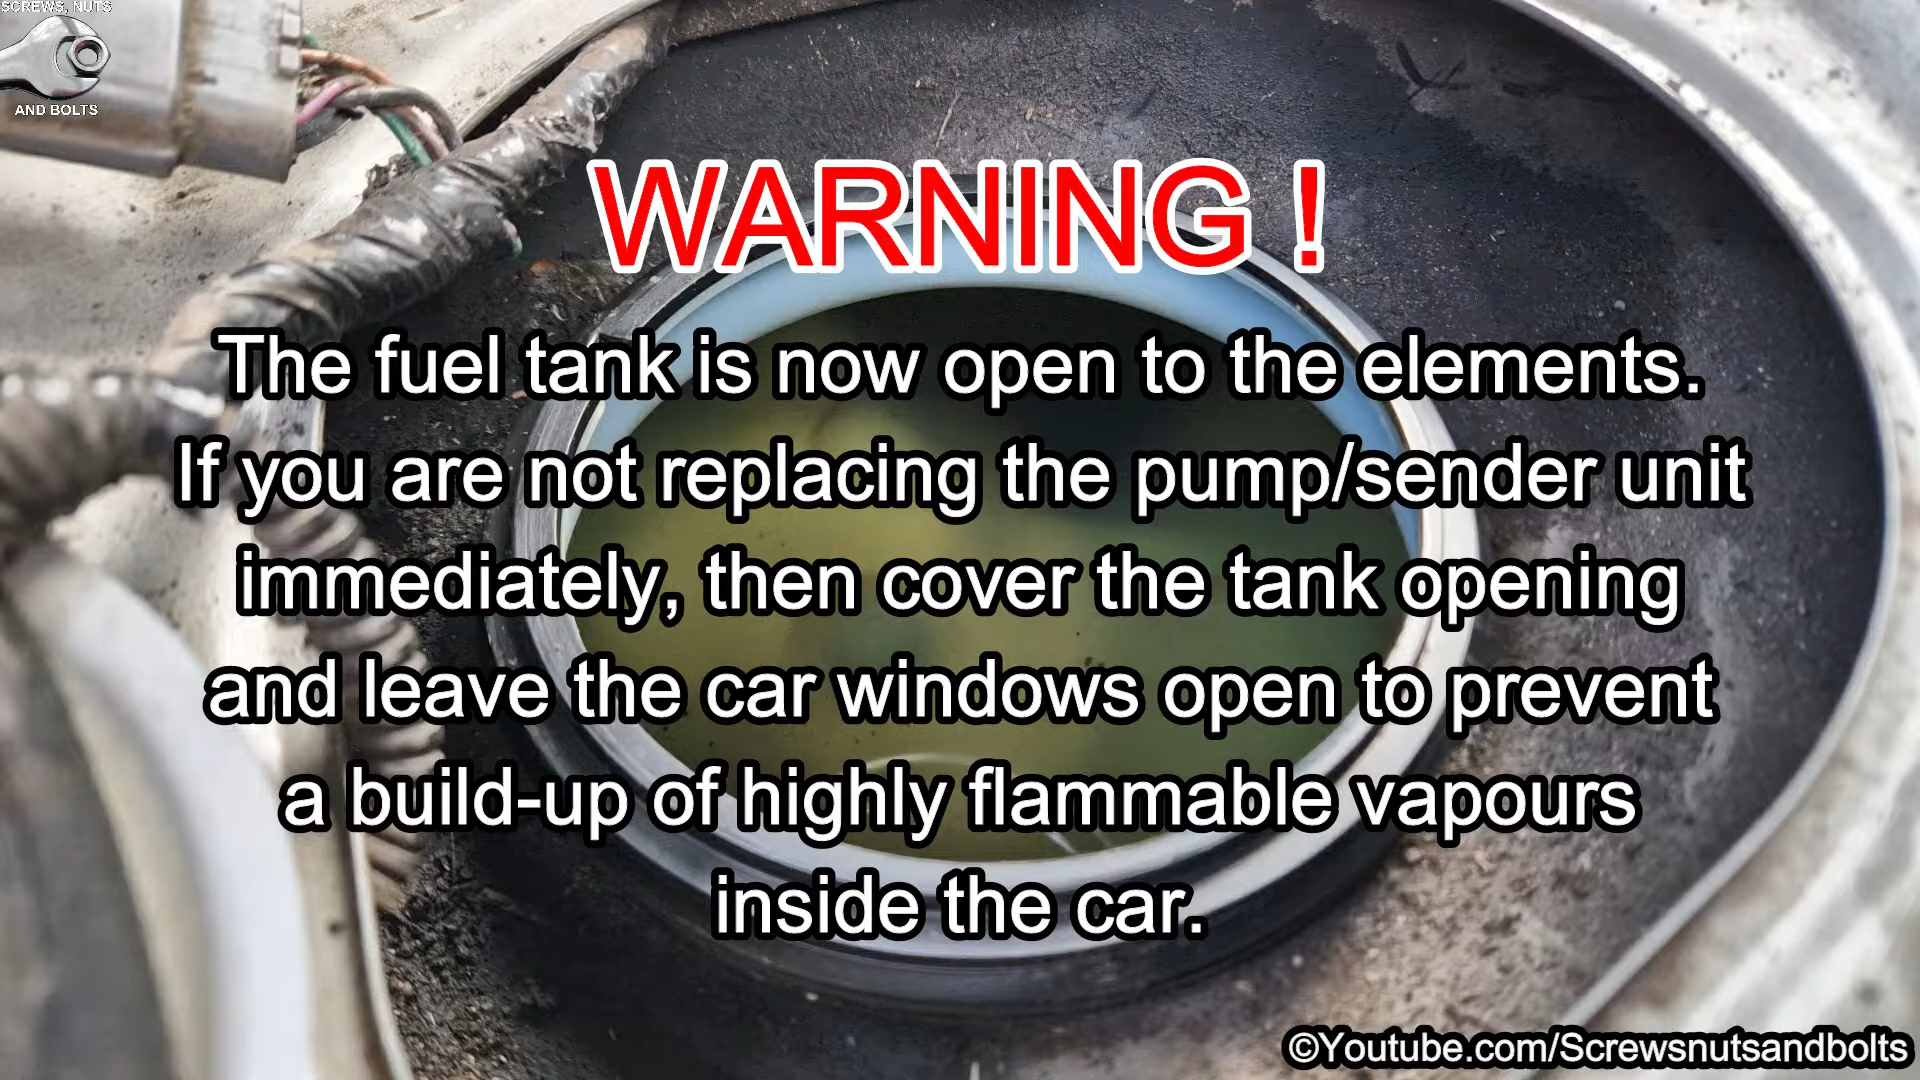 SCREWS, NUTS
AND BOLTS
WARNING !
The fuel tank is now open to the elements.
If you are not replacing the pump/sender unit
immediately, then cover the tank opening
and leave the car windows open to prevent
a build-up of highly flammable vapours
inside the car.
©Youtube.com/Screwsnutsandbolts